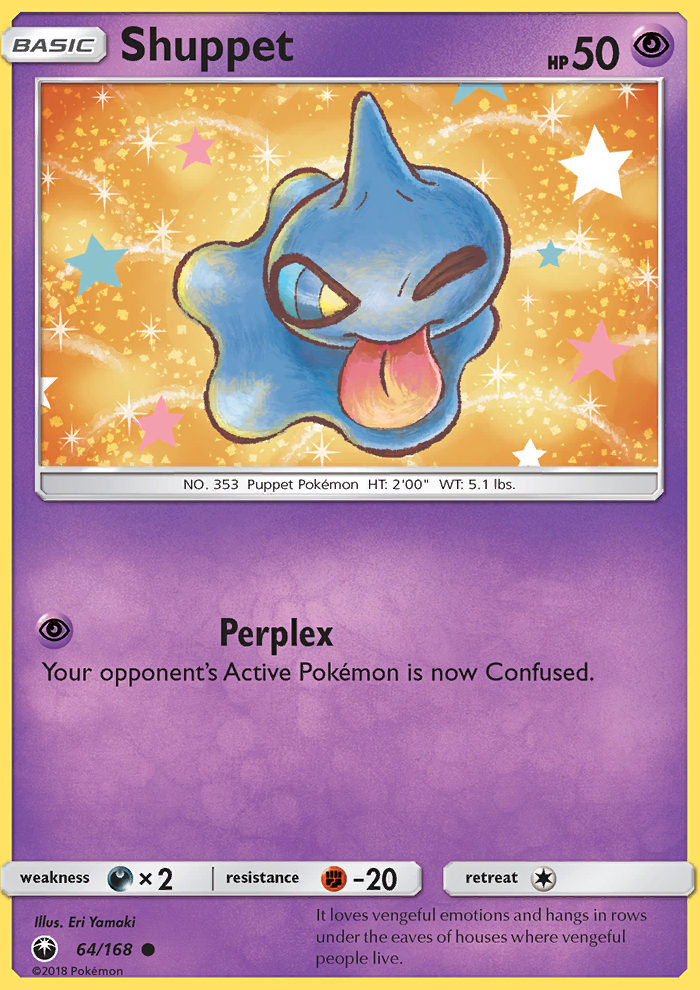 BASIC Shuppet HP 50
NO. 353 Puppet Pokémon HT: 2'00" WT: 5.1 lbs.
Perplex
Your opponent's Active Pokémon is now Confused.
weakness ×2 resistance -20 retreat
Illus. Eri Yamaki
64/168
©2018 Pokémon
It loves vengeful emotions and hangs in rows
under the eaves of houses where vengeful
people live.